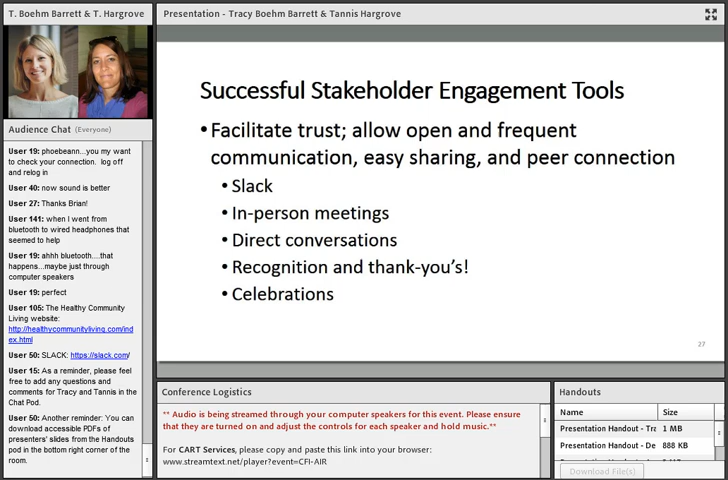 T. Boehm Barrett & T. Hargrove
Audience Chat (Everyone)
User 19: phoebeann...you my want
to check your connection.  log off
and relog in
User 40: now sound is better
User 27: Thanks Brian!
User 141: when I went from
bluetooth to wired headphones that
seemed to help
User 19: ahhh bluetooth....that
happens...maybe just through
computer speakers
User 19: perfect
User 105: The Healthy Community
Living website:
http://healthycommunityliving.com/ind
ex.html
User 50: SLACK: https://slack.com/
User 15: As a reminder, please feel
free to add any questions and
comments for Tracy and Tannis in the
Chat Pod.
User 50: Another reminder: You can
download accessible PDFs of
presenters' slides from the Handouts
pod in the bottom right corner of the
room.
Presentation - Tracy Boehm Barrett & Tannis Hargrove
Successful Stakeholder Engagement Tools
• Facilitate trust; allow open and frequent
communication, easy sharing, and peer connection
• Slack
• In-person meetings
• Direct conversations
• Recognition and thank-you's!
• Celebrations
27
Conference Logistics
** Audio is being streamed through your computer speakers for this event. Please ensure
that they are turned on and adjust the controls for each speaker and hold music.**
For CART Services, please copy and paste this link into your browser:
www.streamtext.net/player?event=CFI-AIR
Handouts
Name Size
Presentation Handout - Tra 1 MB
Presentation Handout - De 888 KB
Download File(s)